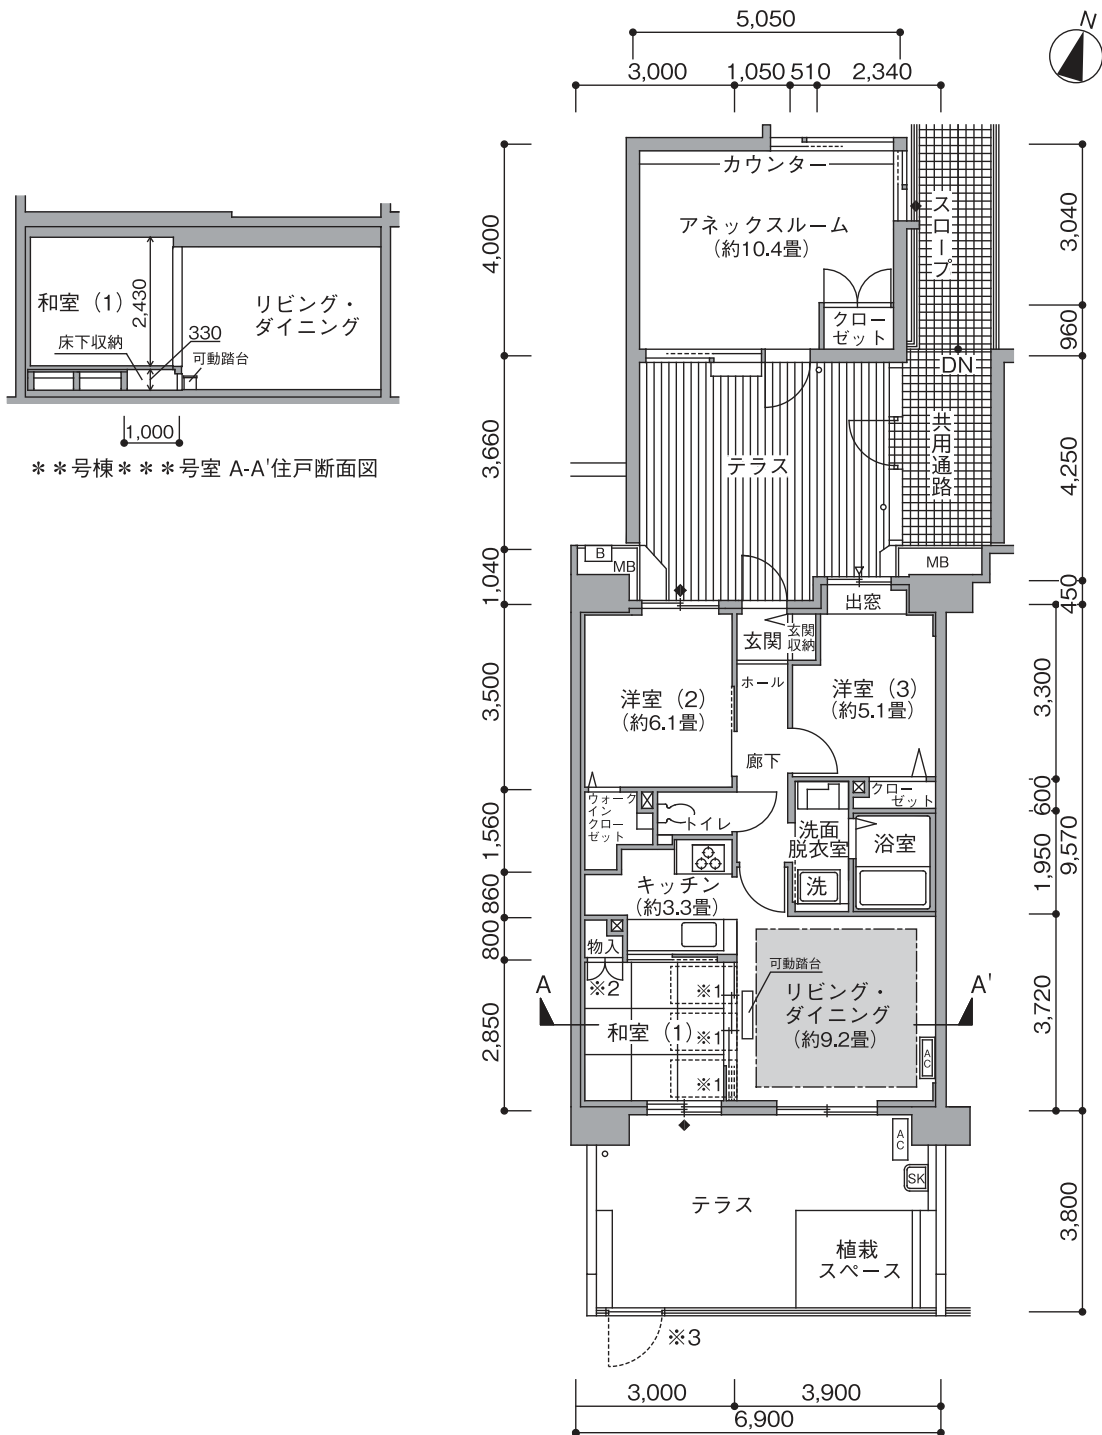 5,050
3,000
1,050
510
2,340
N
カウンター
アネックスルーム
(約10.4畳)
クロー
ゼット
スロープ
DN
共用通路
テラス
4,000
3,660
1,040
3,500
1,560
860
800
2,850
3,040
960
4,250
450
3,300
600
1,950
9,570
3,720
3,800
和室(1)
2,430
リビング・
ダイニング
床下収納
330
可動踏台
1,000
**号棟***号室 A-A'住戸断面図
B
MB
MB
出窓
玄関
玄関
収納
ホール
洋室(2)
(約6.1畳)
洋室(3)
(約5.1畳)
廊下
ウォーク
イン
クロー
ゼット
トイレ
クロー
ゼット
洗面
脱衣室
浴室
洗
キッチン
(約3.3畳)
物入
※2
※1
※1
※1
和室(1)
可動踏台
リビング・
ダイニング
(約9.2畳)
A
A'
AC
AC
SK
テラス
植栽
スペース
※3
3,000
3,900
6,900